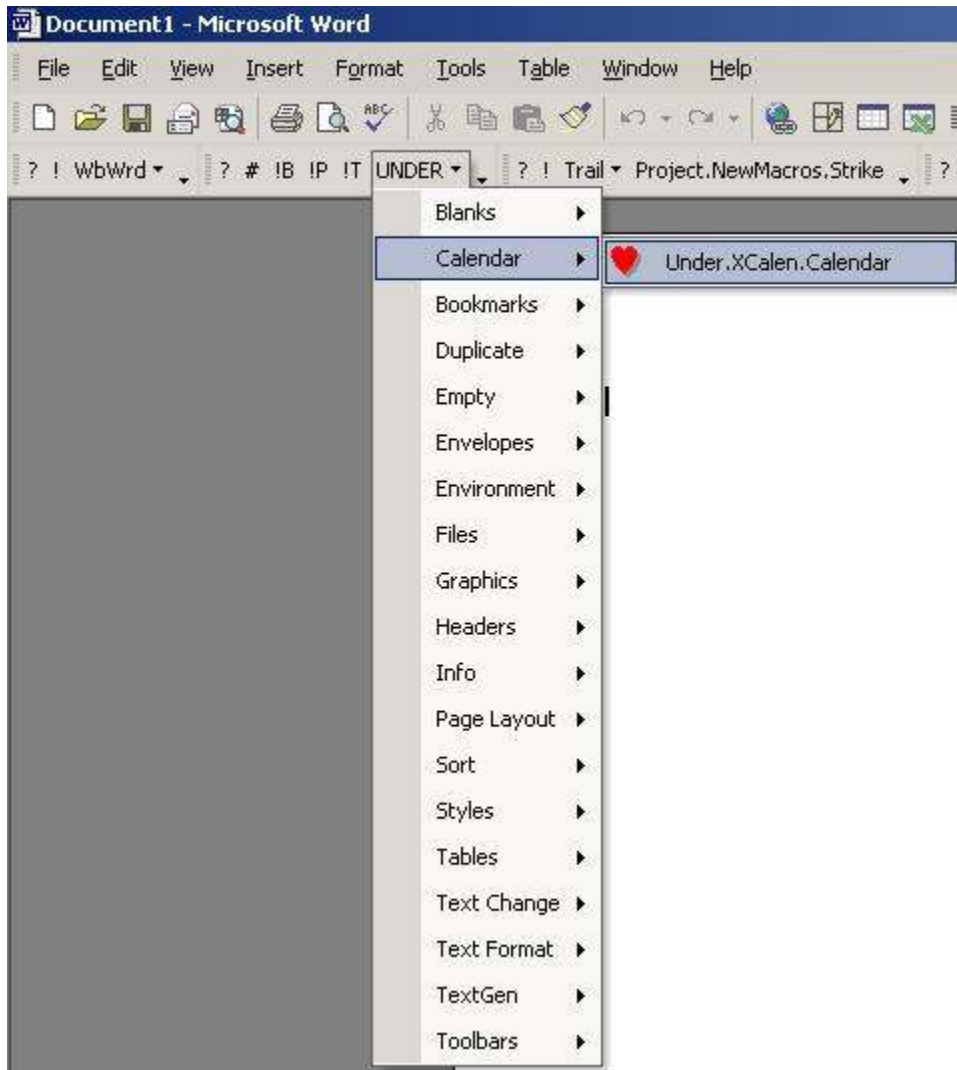 Document1 - Microsoft Word
File Edit View Insert Format Tools Table Window Help
ABC
? ! WbWrd ? # !B !P !T UNDER ? ! Trail Project.NewMacros.Strike ?
Blanks
Calendar Under.XCalen.Calendar
Bookmarks
Duplicate
Empty
Envelopes
Environment
Files
Graphics
Headers
Info
Page Layout
Sort
Styles
Tables
Text Change
Text Format
TextGen
Toolbars